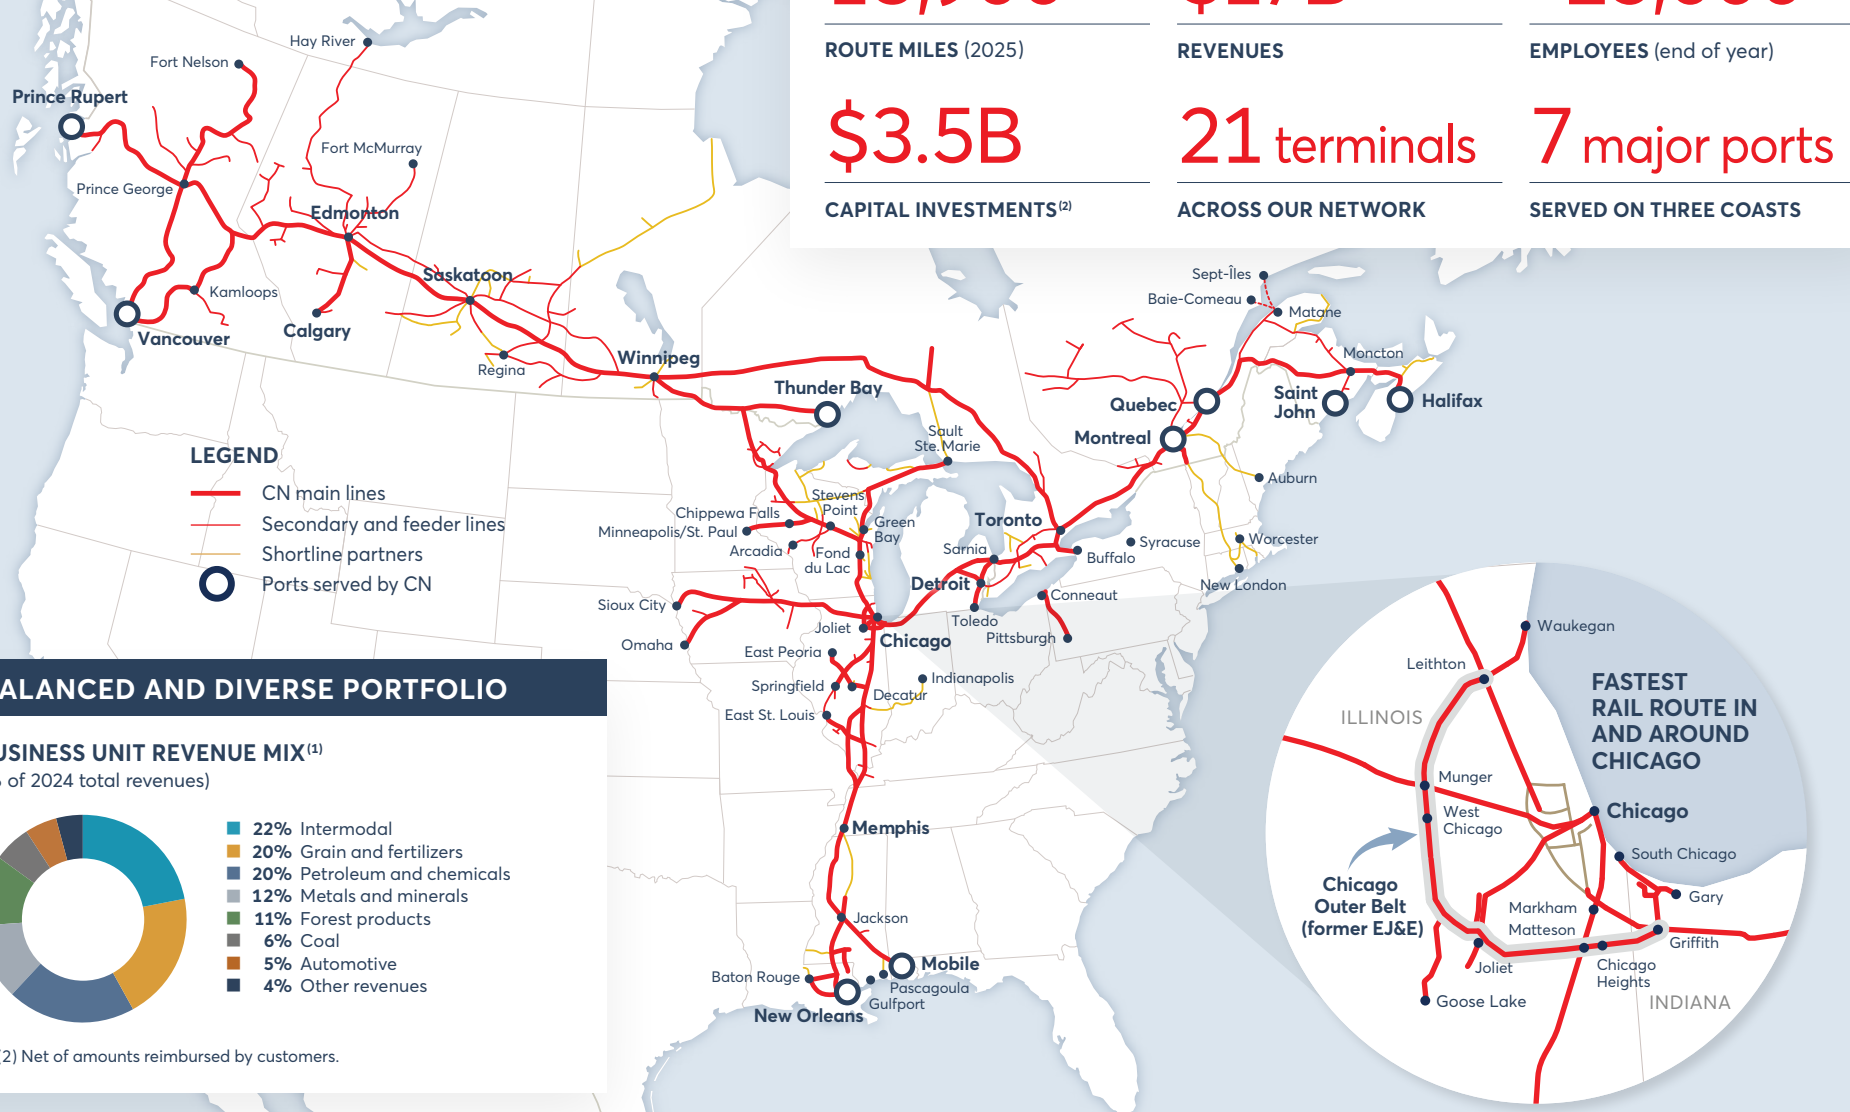 ROUTE MILES (2025)
REVENUES
EMPLOYEES (end of year)
$3.5B
21 terminals
7 major ports
CAPITAL INVESTMENTS(2)
ACROSS OUR NETWORK
SERVED ON THREE COASTS
Hay River
Fort Nelson
Prince Rupert
Fort McMurray
Prince George
Edmonton
Saskatoon
Kamloops
Vancouver
Calgary
Regina
Winnipeg
Thunder Bay
Sept-Îles
Baie-Comeau
Matane
Moncton
Quebec
Saint
John
Halifax
Montreal
Sault
Ste. Marie
Auburn
LEGEND
CN main lines
Secondary and feeder lines
Shortline partners
Ports served by CN
Stevens
Point
Chippewa Falls
Minneapolis/St. Paul
Arcadia
Green
Bay
Fond
du Lac
Toronto
Sarnia
Syracuse
Worcester
Buffalo
Detroit
New London
Conneaut
Sioux City
Toledo
Joliet
Pittsburgh
Omaha
Chicago
East Peoria
Springfield
Indianapolis
Decatur
East St. Louis
Memphis
Jackson
Baton Rouge
Mobile
Pascagoula
Gulfport
New Orleans
ALANCED AND DIVERSE PORTFOLIO
USINESS UNIT REVENUE MIX(1)
of 2024 total revenues)
22% Intermodal
20% Grain and fertilizers
20% Petroleum and chemicals
12% Metals and minerals
11% Forest products
6% Coal
5% Automotive
4% Other revenues
(2) Net of amounts reimbursed by customers.
Waukegan
Leithton
FASTEST
RAIL ROUTE IN
AND AROUND
CHICAGO
ILLINOIS
Munger
West
Chicago
Chicago
South Chicago
Chicago
Outer Belt
(former EJ&E)
Gary
Markham
Matteson
Griffith
Joliet
Chicago
Heights
Goose Lake
INDIANA